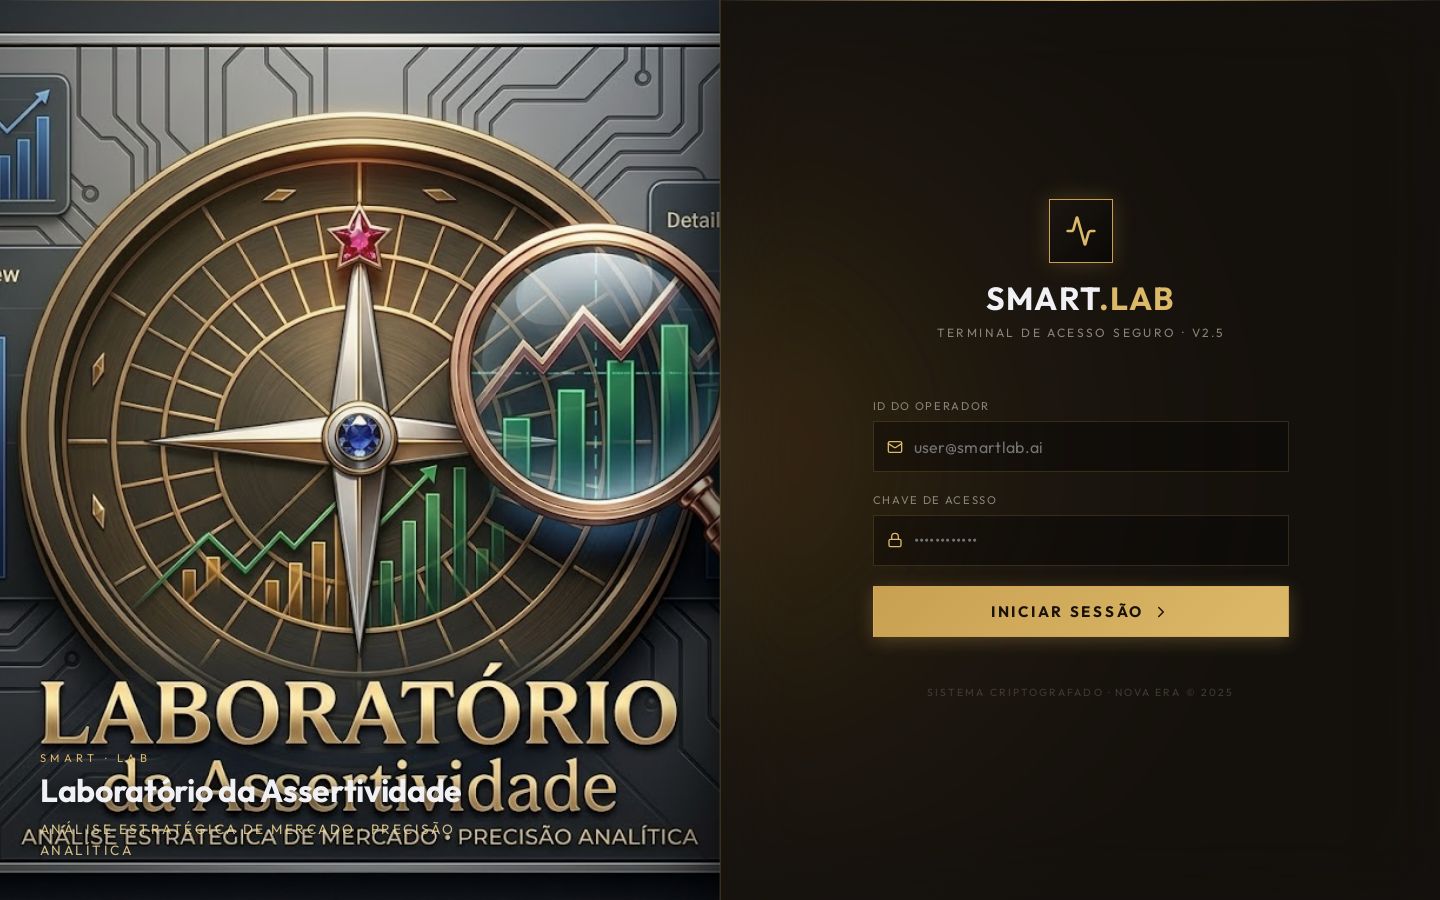 ew
Detail
LABORATÓRIO
da Assertividade
ANÁLISE ESTRATÉGICA DE MERCADO • PRECISÃO ANALÍTICA
SMART · LAB
Laboratório da Assertividade
ANÁLISE ESTRATÉGICA DE MERCADO · PRECISÃO
ANALÍTICA
SMART.LAB
TERMINAL DE ACESSO SEGURO · V2.5
ID DO OPERADOR
user@smartlab.ai
CHAVE DE ACESSO
••••••••••••
INICIAR SESSÃO
SISTEMA CRIPTOGRAFADO · NOVA ERA © 2025